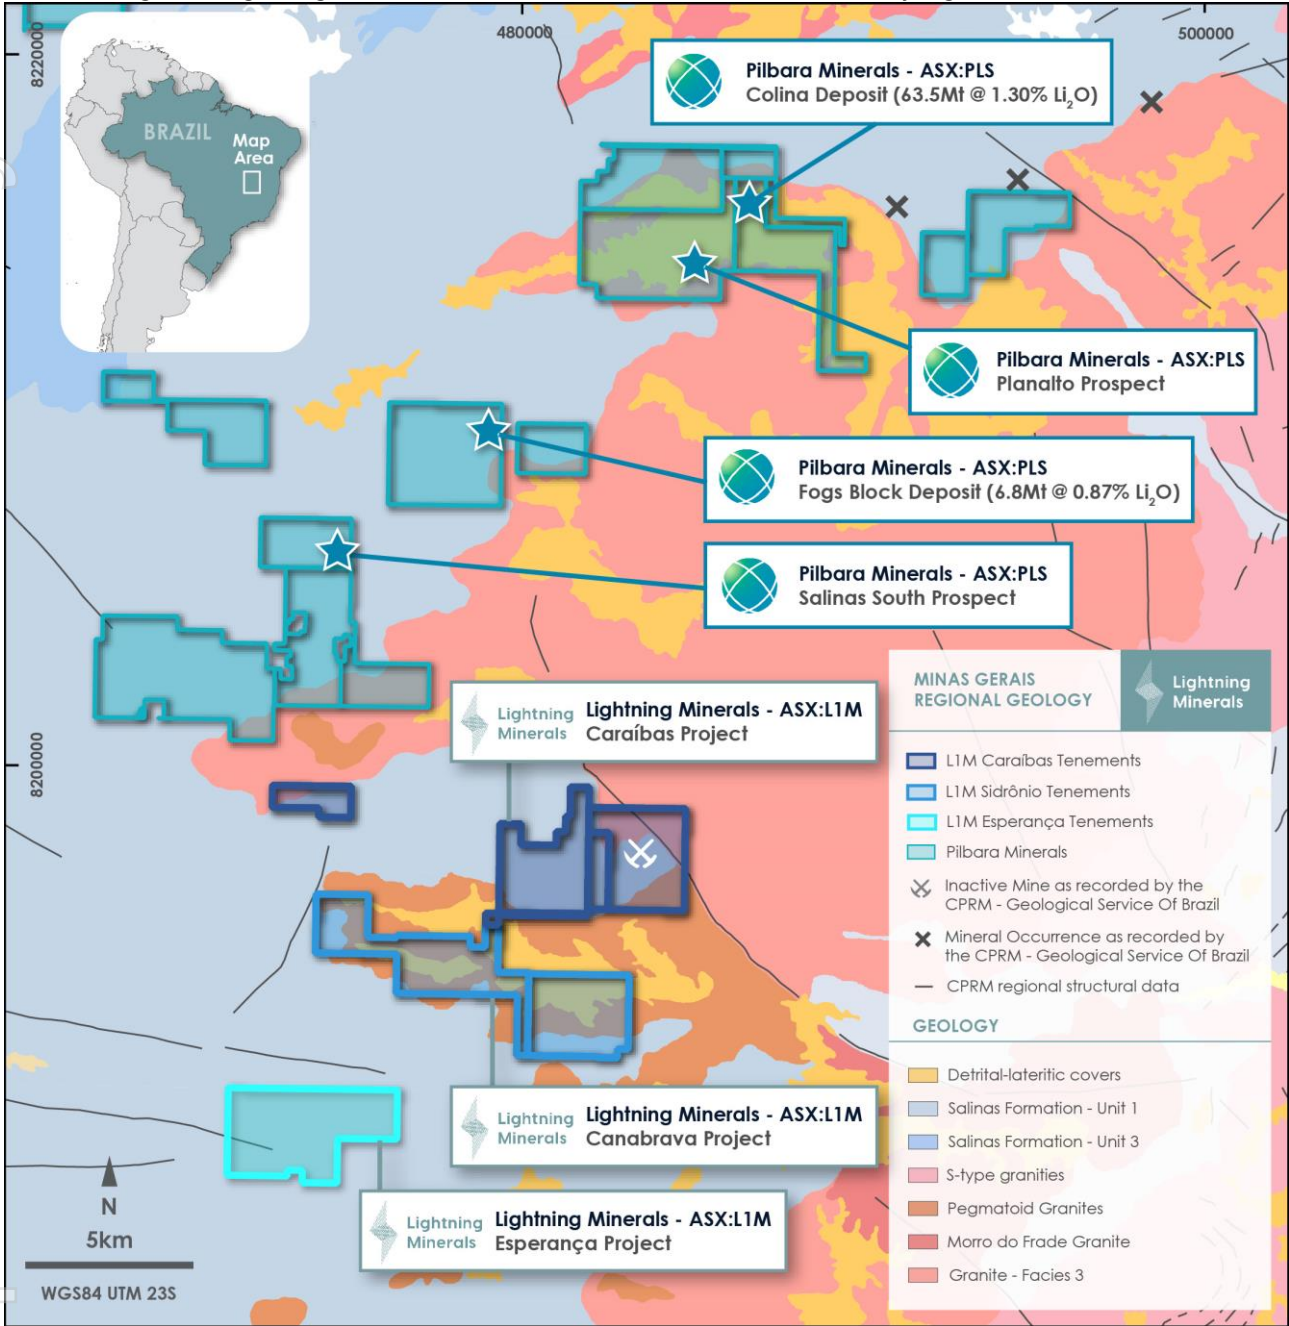 480000
500000
8220000
BRAZIL
Map
Area
Pilbara Minerals - ASX:PLS
Colina Deposit (63.5Mt @ 1.30% Li₂O)
Pilbara Minerals - ASX:PLS
Planalto Prospect
Pilbara Minerals - ASX:PLS
Fogs Block Deposit (6.8Mt @ 0.87% Li₂O)
Pilbara Minerals - ASX:PLS
Salinas South Prospect
8200000
Lightning
Minerals
Lightning Minerals - ASX:L1M
Caraíbas Project
MINAS GERAIS
REGIONAL GEOLOGY
Lightning
Minerals
L1M Caraíbas Tenements
L1M Sidrônio Tenements
L1M Esperança Tenements
Pilbara Minerals
Inactive Mine as recorded by the
CPRM - Geological Service Of Brazil
Mineral Occurrence as recorded by
the CPRM - Geological Service Of Brazil
CPRM regional structural data
GEOLOGY
Detrital-lateritic covers
Salinas Formation - Unit 1
Salinas Formation - Unit 3
S-type granities
Pegmatoid Granites
Morro do Frade Granite
Granite - Facies 3
Lightning
Minerals
Lightning Minerals - ASX:L1M
Canabrava Project
Lightning
Minerals
Lightning Minerals - ASX:L1M
Esperança Project
N
5km
WGS84 UTM 23S